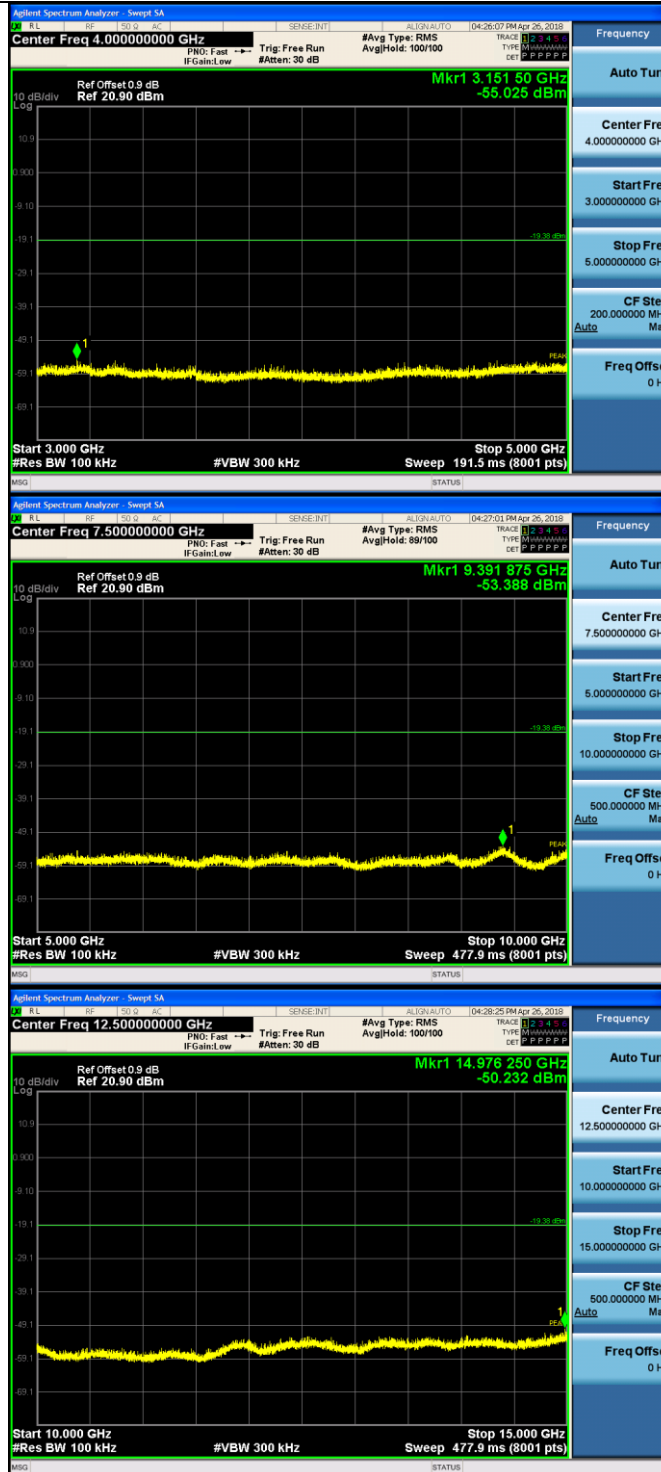 Agilent Spectrum Analyzer - Swept SA
RL RF 50 Ω AC SENSE:INT ALIGNAUTO 04:26:07 PM Apr 26, 2018
Center Freq 4.000000000 GHz
PNO: Fast
IFGain:Low
Trig: Free Run
#Atten: 30 dB
#Avg Type: RMS
Avg|Hold: 100/100
TRACE 1 2 3 4 5 6
TYPE M
DET P P P P P P
Frequency
Auto Tun
Mkr1 3.151 50 GHz
-55.025 dBm
Ref Offset 0.9 dB
10 dB/div Ref 20.90 dBm
Log
10.9
0.900
-9.10
-19.1
-19.38 dBm
-29.1
-39.1
-49.1
1
PEAK
-59.1
-69.1
Center Fre
4.000000000 GH
Start Fre
3.000000000 GH
Stop Fre
5.000000000 GH
CF Ste
200.000000 MH
Auto Ma
Freq Offse
0 H
Start 3.000 GHz Stop 5.000 GHz
#Res BW 100 kHz #VBW 300 kHz Sweep 191.5 ms (8001 pts)
MSG STATUS
Agilent Spectrum Analyzer - Swept SA
RL RF 50 Ω AC SENSE:INT ALIGNAUTO 04:27:01 PM Apr 26, 2018
Center Freq 7.500000000 GHz
PNO: Fast
IFGain:Low
Trig: Free Run
#Atten: 30 dB
#Avg Type: RMS
Avg|Hold: 89/100
TRACE 1 2 3 4 5 6
TYPE M
DET P P P P P P
Frequency
Auto Tun
Mkr1 9.391 875 GHz
-53.388 dBm
Ref Offset 0.9 dB
10 dB/div Ref 20.90 dBm
Log
10.9
0.900
-9.10
-19.1
-19.38 dBm
-29.1
-39.1
-49.1
1
PEAK
-59.1
-69.1
Center Fre
7.500000000 GH
Start Fre
5.000000000 GH
Stop Fre
10.000000000 GH
CF Ste
500.000000 MH
Auto Ma
Freq Offse
0 H
Start 5.000 GHz Stop 10.000 GHz
#Res BW 100 kHz #VBW 300 kHz Sweep 477.9 ms (8001 pts)
MSG STATUS
Agilent Spectrum Analyzer - Swept SA
RL RF 50 Ω AC SENSE:INT ALIGNAUTO 04:28:25 PM Apr 26, 2018
Center Freq 12.500000000 GHz
PNO: Fast
IFGain:Low
Trig: Free Run
#Atten: 30 dB
#Avg Type: RMS
Avg|Hold: 100/100
TRACE 1 2 3 4 5 6
TYPE M
DET P P P P P P
Frequency
Auto Tun
Mkr1 14.976 250 GHz
-50.232 dBm
Ref Offset 0.9 dB
10 dB/div Ref 20.90 dBm
Log
10.9
0.900
-9.10
-19.1
-19.38 dBm
-29.1
-39.1
-49.1
1
PEAK
-59.1
-69.1
Center Fre
12.500000000 GH
Start Fre
10.000000000 GH
Stop Fre
15.000000000 GH
CF Ste
500.000000 MH
Auto Ma
Freq Offse
0 H
Start 10.000 GHz Stop 15.000 GHz
#Res BW 100 kHz #VBW 300 kHz Sweep 477.9 ms (8001 pts)
MSG STATUS